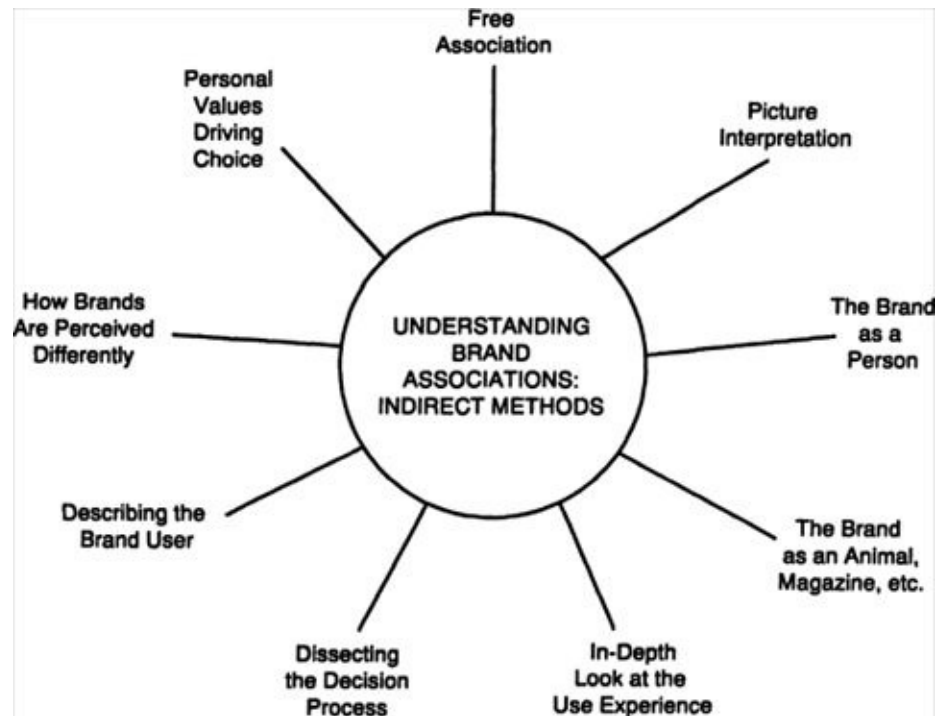 Free
Association
Picture
Interpretation
The Brand
as a
Person
The Brand
as an Animal,
Magazine, etc.
In-Depth
Look at the
Use Experience
Dissecting
the Decision
Process
Describing the
Brand User
How Brands
Are Perceived
Differently
Personal
Values
Driving
Choice
UNDERSTANDING
BRAND
ASSOCIATIONS:
INDIRECT METHODS